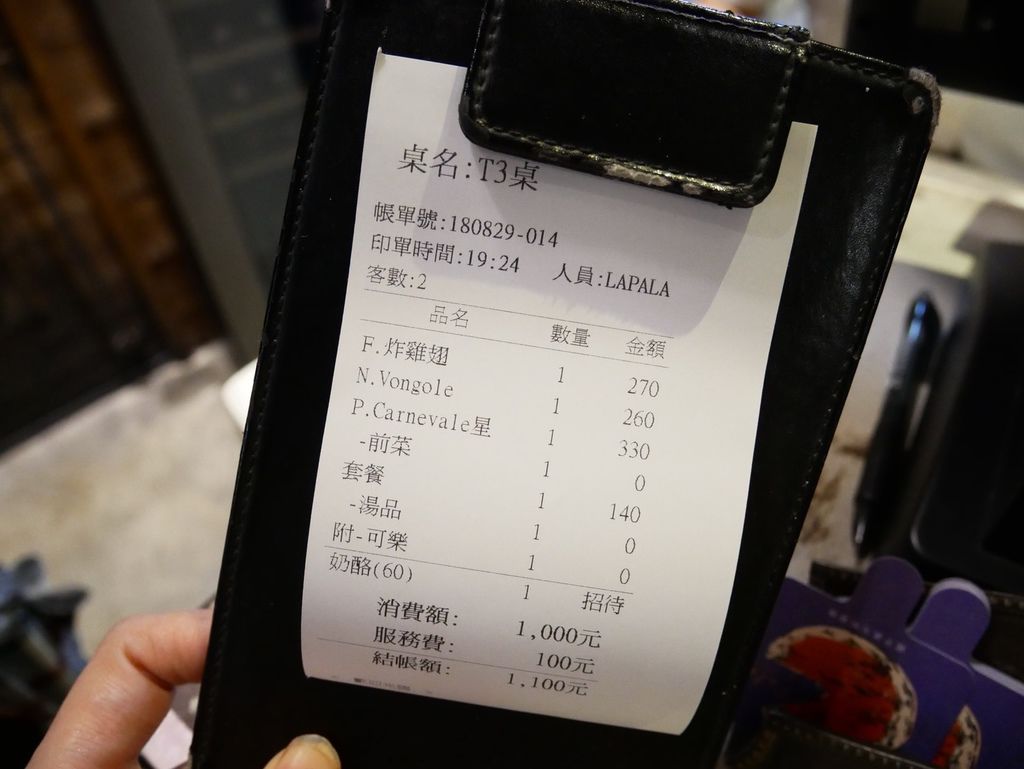 桌名:T3桌
帳單號:180829-014
印單時間:19:24 人員:LAPALA
客數:2
品名 數量 金額
F.炸雞翅 1 270
N.Vongole 1 260
P.Carnevale星 1 330
-前菜 1 0
套餐 1 140
-湯品 1 0
附-可樂 1 0
奶酪(60) 1 招待
消費額: 1,000元
服務費: 100元
結帳額: 1,100元